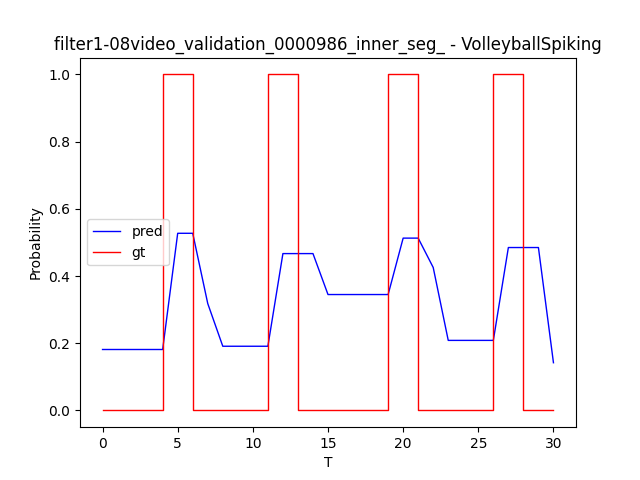 filter1-08video_validation_0000986_inner_seg_ - VolleyballSpiking
1.0
0.8
0.6
0.4
0.2
0.0
Probability
pred
gt
0 5 10 15 20 25 30
T